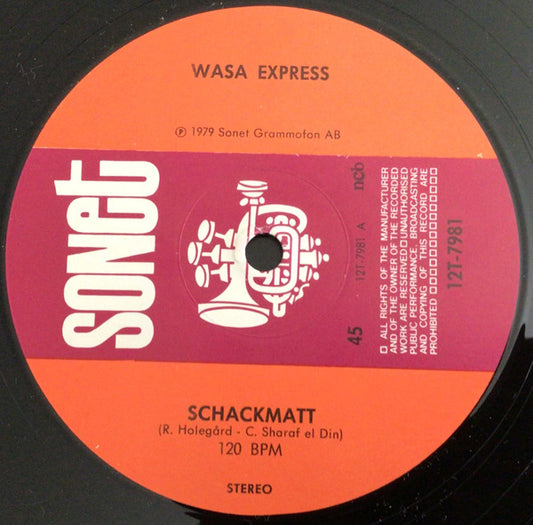 WASA EXPRESS
℗ 1979 Sonet Grammofon AB
sonet
45
12T-7981 A
ncb
□ ALL RIGHTS OF THE MANUFACTURER
AND OF THE OWNER OF THE RECORDED
WORK ARE RESERVED □ UNAUTHORISED
PUBLIC PERFORMANCE, BROADCASTING
AND COPYING OF THIS RECORD ARE
PROHIBITED □□□□□□□□□□□□□
12T-7981
SCHACKMATT
(R. Holegård - C. Sharaf el Din)
120 BPM
STEREO